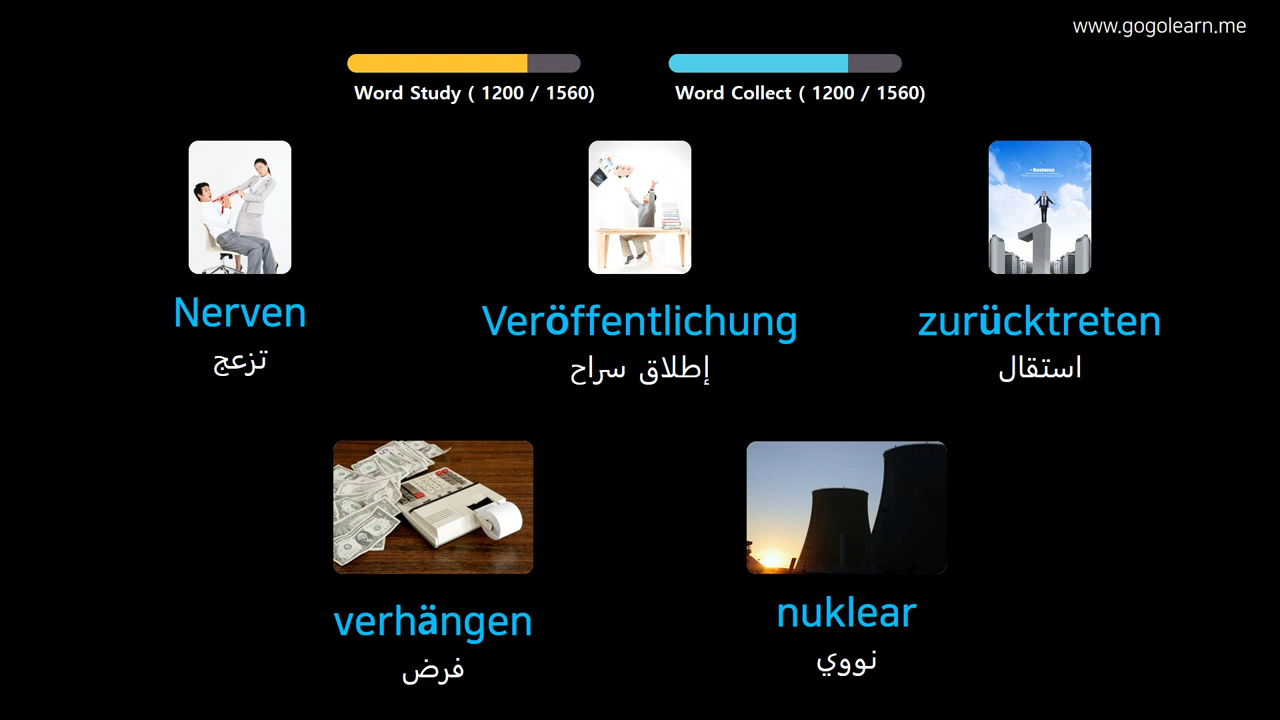 www.gogolearn.me
Word Study ( 1200 / 1560)
Word Collect ( 1200 / 1560)
Business
Nerven
تزعج
Veröffentlichung
إطلاق سراح
zurücktreten
استقال
verhängen
فرض
nuklear
نووي